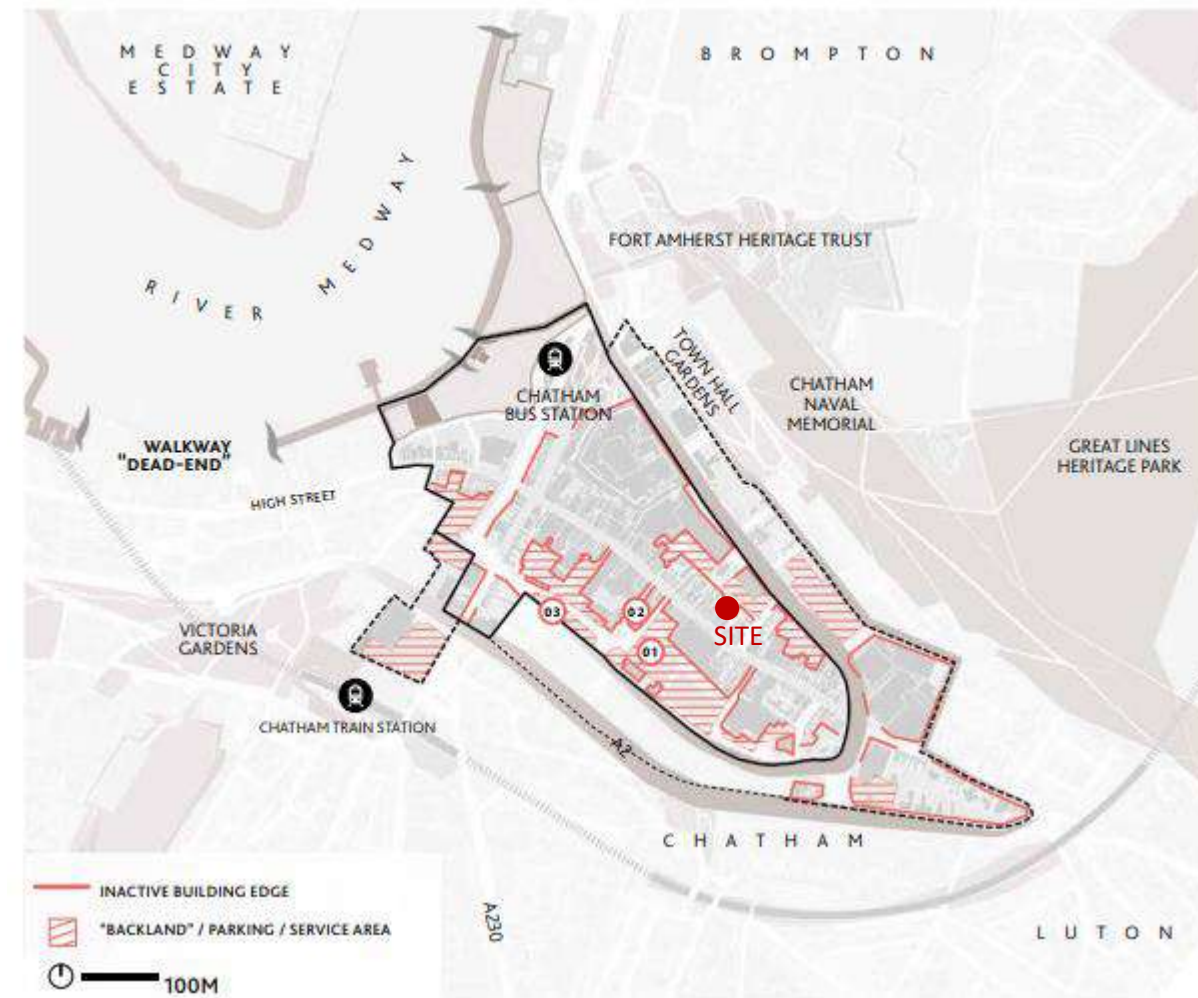 MEDWAY
CITY
ESTATE
BROMPTON
RIVER MEDWAY
FORT AMHERST HERITAGE TRUST
TOWN HALL
GARDENS
CHATHAM
BUS STATION
CHATHAM
NAVAL
MEMORIAL
GREAT LINES
HERITAGE PARK
WALKWAY
"DEAD-END"
HIGH STREET
03
02
SITE
01
VICTORIA
GARDENS
CHATHAM TRAIN STATION
A2
CHATHAM
INACTIVE BUILDING EDGE
"BACKLAND" / PARKING / SERVICE AREA
100M
A230
LUTON